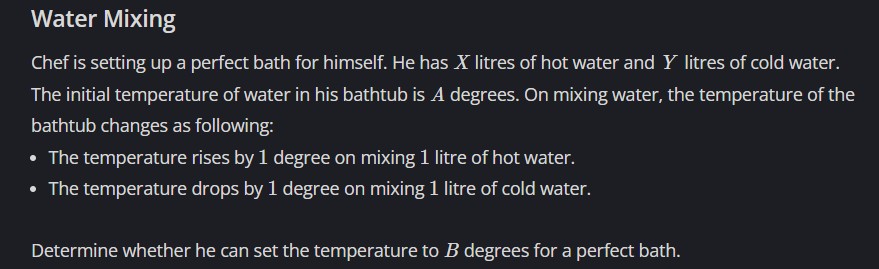 Water Mixing
Chef is setting up a perfect bath for himself. He has X litres of hot water and Y litres of cold water.
The initial temperature of water in his bathtub is A degrees. On mixing water, the temperature of the
bathtub changes as following:
• The temperature rises by 1 degree on mixing 1 litre of hot water.
• The temperature drops by 1 degree on mixing 1 litre of cold water.
Determine whether he can set the temperature to B degrees for a perfect bath.